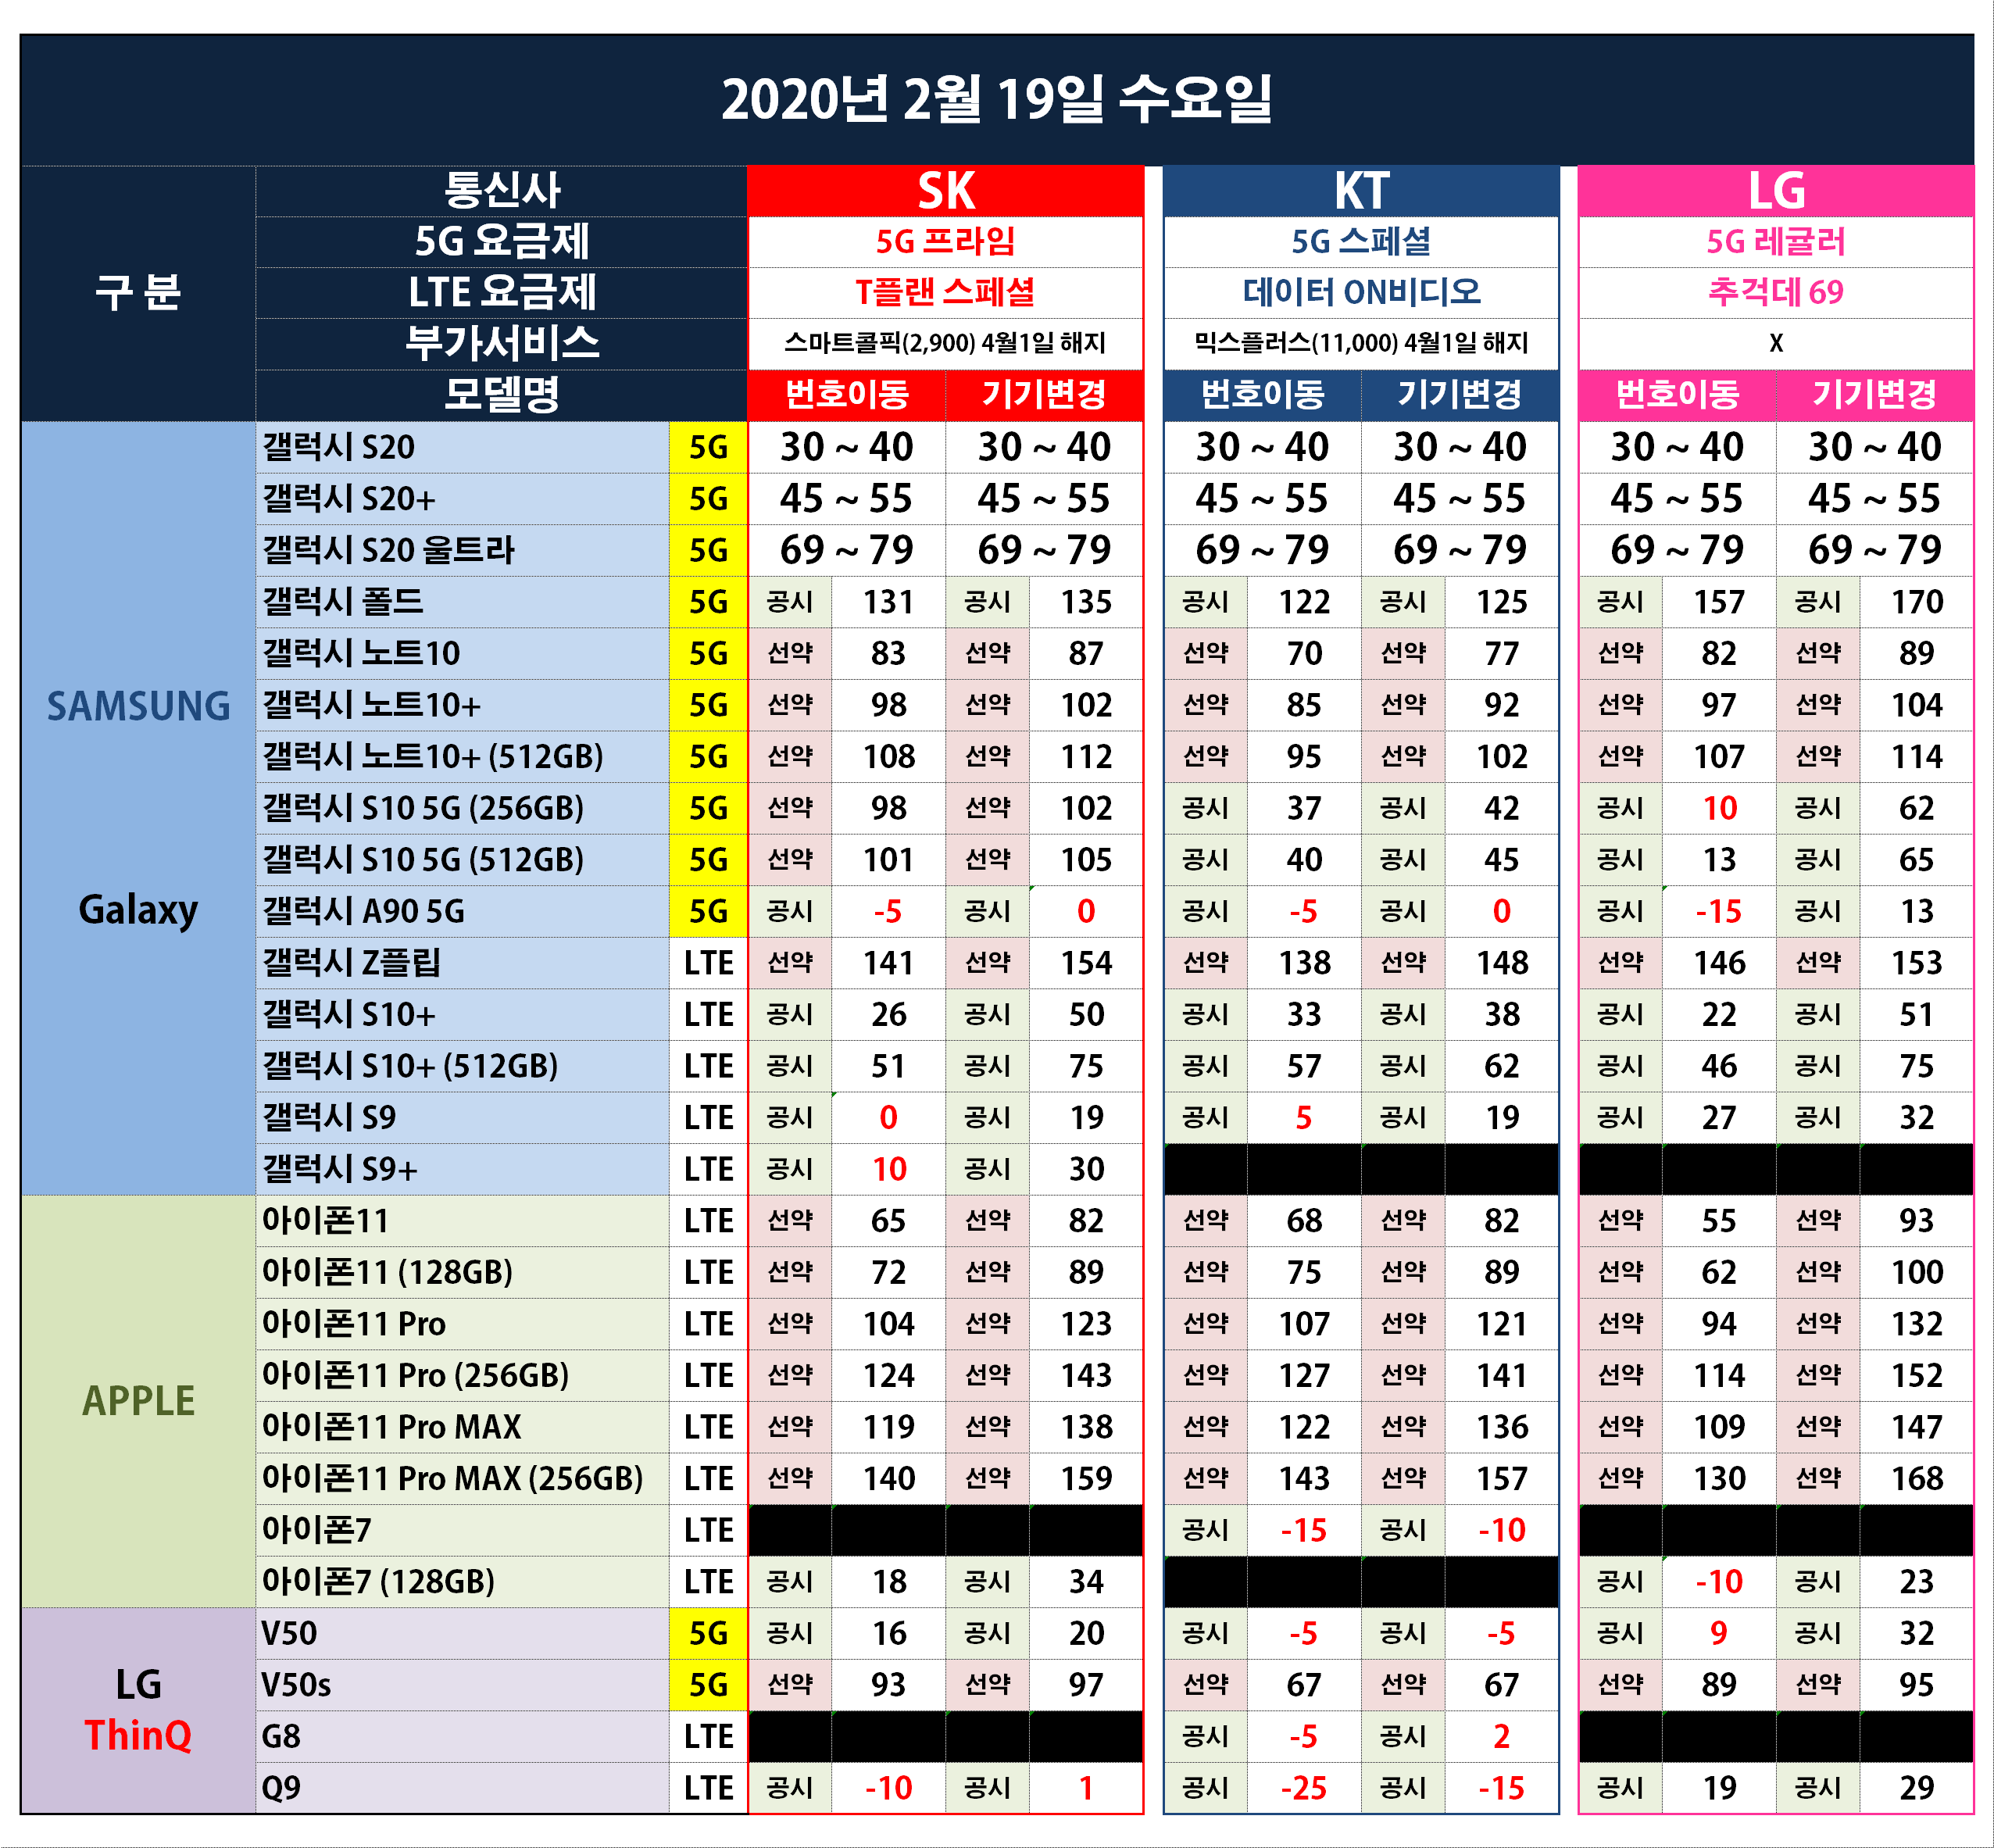 2020년 2월 19일 수요일
구 분 통신사 SK KT LG
5G 요금제 5G 프라임 5G 스페셜 5G 레귤러
LTE 요금제 T플랜 스페셜 데이터 ON비디오 추걱데 69
부가서비스 스마트콜픽(2,900) 4월1일 해지 믹스플러스(11,000) 4월1일 해지 X
모델명 번호이동 기기변경 번호이동 기기변경 번호이동 기기변경
SAMSUNG
Galaxy
갤럭시 S20 5G 30 ~ 40 30 ~ 40 30 ~ 40 30 ~ 40 30 ~ 40 30 ~ 40
갤럭시 S20+ 5G 45 ~ 55 45 ~ 55 45 ~ 55 45 ~ 55 45 ~ 55 45 ~ 55
갤럭시 S20 울트라 5G 69 ~ 79 69 ~ 79 69 ~ 79 69 ~ 79 69 ~ 79 69 ~ 79
갤럭시 폴드 5G 공시 131 공시 135 공시 122 공시 125 공시 157 공시 170
갤럭시 노트10 5G 선약 83 선약 87 선약 70 선약 77 선약 82 선약 89
갤럭시 노트10+ 5G 선약 98 선약 102 선약 85 선약 92 선약 97 선약 104
갤럭시 노트10+ (512GB) 5G 선약 108 선약 112 선약 95 선약 102 선약 107 선약 114
갤럭시 S10 5G (256GB) 5G 선약 98 선약 102 공시 37 공시 42 공시 10 공시 62
갤럭시 S10 5G (512GB) 5G 선약 101 선약 105 공시 40 공시 45 공시 13 공시 65
갤럭시 A90 5G 5G 공시 -5 공시 0 공시 -5 공시 0 공시 -15 공시 13
갤럭시 Z플립 LTE 선약 141 선약 154 선약 138 선약 148 선약 146 선약 153
갤럭시 S10+ LTE 공시 26 공시 50 공시 33 공시 38 공시 22 공시 51
갤럭시 S10+ (512GB) LTE 공시 51 공시 75 공시 57 공시 62 공시 46 공시 75
갤럭시 S9 LTE 공시 0 공시 19 공시 5 공시 19 공시 27 공시 32
갤럭시 S9+ LTE 공시 10 공시 30
APPLE
아이폰11 LTE 선약 65 선약 82 선약 68 선약 82 선약 55 선약 93
아이폰11 (128GB) LTE 선약 72 선약 89 선약 75 선약 89 선약 62 선약 100
아이폰11 Pro LTE 선약 104 선약 123 선약 107 선약 121 선약 94 선약 132
아이폰11 Pro (256GB) LTE 선약 124 선약 143 선약 127 선약 141 선약 114 선약 152
아이폰11 Pro MAX LTE 선약 119 선약 138 선약 122 선약 136 선약 109 선약 147
아이폰11 Pro MAX (256GB) LTE 선약 140 선약 159 선약 143 선약 157 선약 130 선약 168
아이폰7 LTE 공시 -15 공시 -10
아이폰7 (128GB) LTE 공시 18 공시 34 공시 -10 공시 23
LG
ThinQ
V50 5G 공시 16 공시 20 공시 -5 공시 -5 공시 9 공시 32
V50s 5G 선약 93 선약 97 선약 67 선약 67 선약 89 선약 95
G8 LTE 공시 -5 공시 2
Q9 LTE 공시 -10 공시 1 공시 -25 공시 -15 공시 19 공시 29